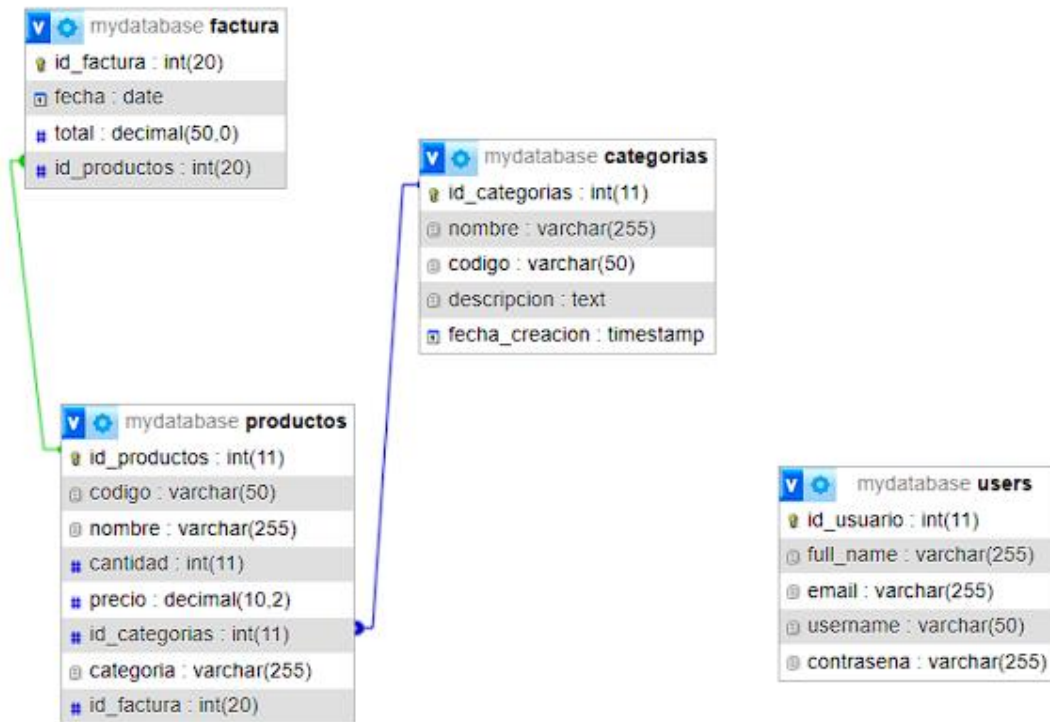 mydatabase factura
id_factura : int(20)
fecha : date
total : decimal(50,0)
id_productos : int(20)
mydatabase categorias
id_categorias : int(11)
nombre : varchar(255)
codigo : varchar(50)
descripcion : text
fecha_creacion : timestamp
mydatabase productos
id_productos : int(11)
codigo : varchar(50)
nombre : varchar(255)
cantidad : int(11)
precio : decimal(10,2)
id_categorias : int(11)
categoria : varchar(255)
id_factura : int(20)
mydatabase users
id_usuario : int(11)
full_name : varchar(255)
email : varchar(255)
username : varchar(50)
contrasena : varchar(255)